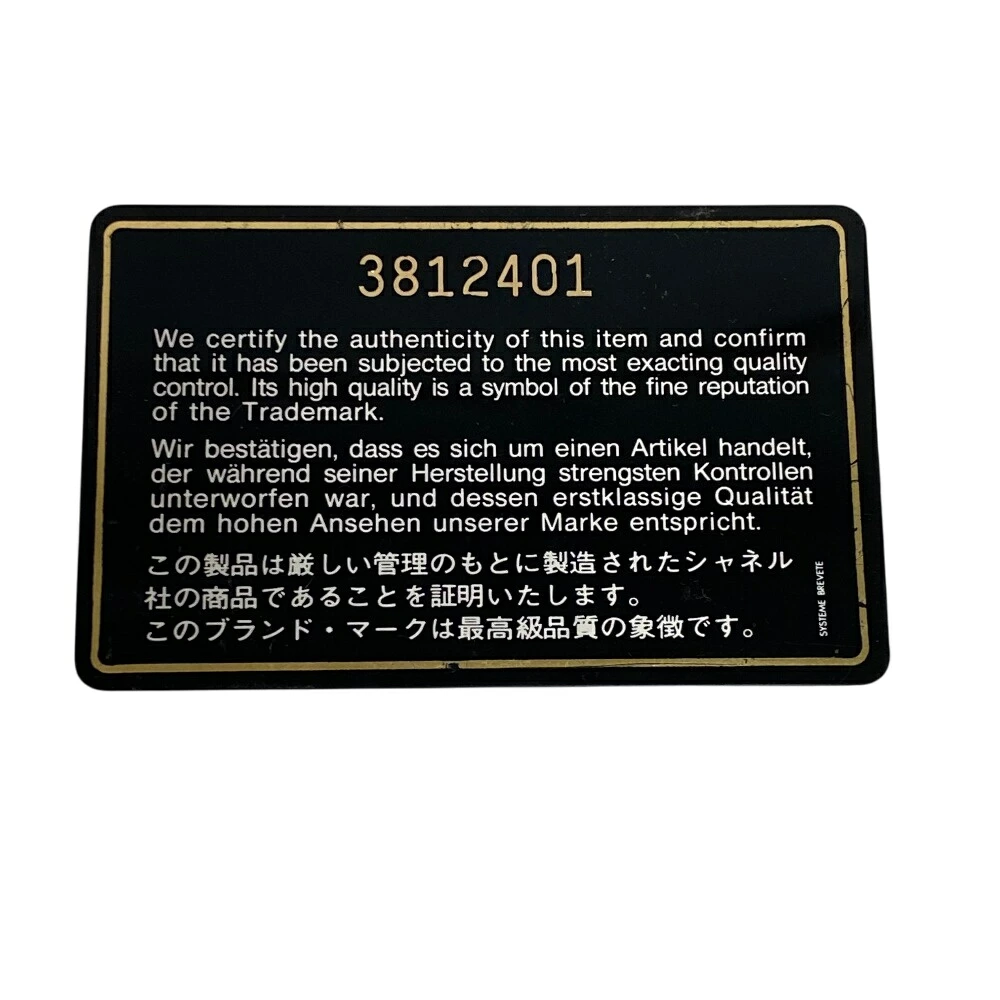 3812401
We certify the authenticity of this item and confirm
that it has been subjected to the most exacting quality
control. Its high quality is a symbol of the fine reputation
of the Trademark.
Wir bestätigen, dass es sich um einen Artikel handelt,
der während seiner Herstellung strengsten Kontrollen
unterworfen war, und dessen erstklassige Qualität
dem hohen Ansehen unserer Marke entspricht.
この製品は厳しい管理のもとに製造されたシャネル
社の商品であることを証明いたします。
このブランド・マークは最高級品質の象徴です。
SYSTEME BREVETE